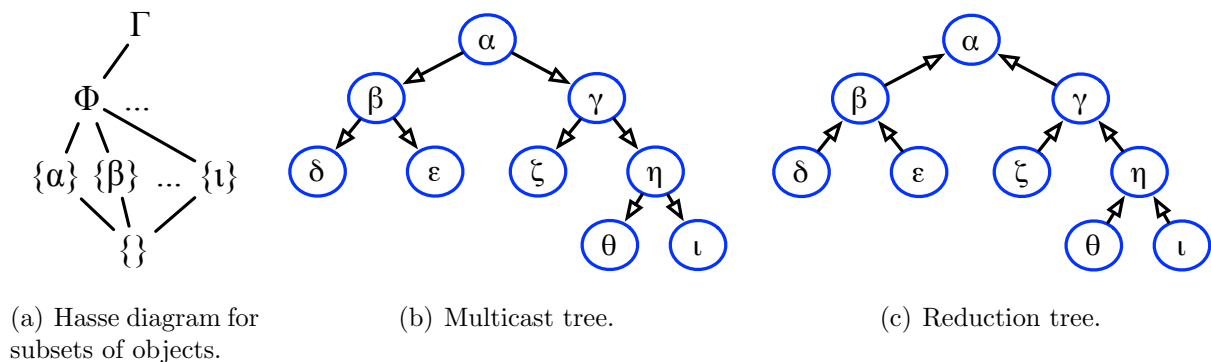 Γ
Φ ...
{α} {β} ... {ι}
{}
(a) Hasse diagram for
subsets of objects.
α
β γ
δ ε ζ η
θ ι
(b) Multicast tree.
α
β γ
δ ε ζ η
θ ι
(c) Reduction tree.